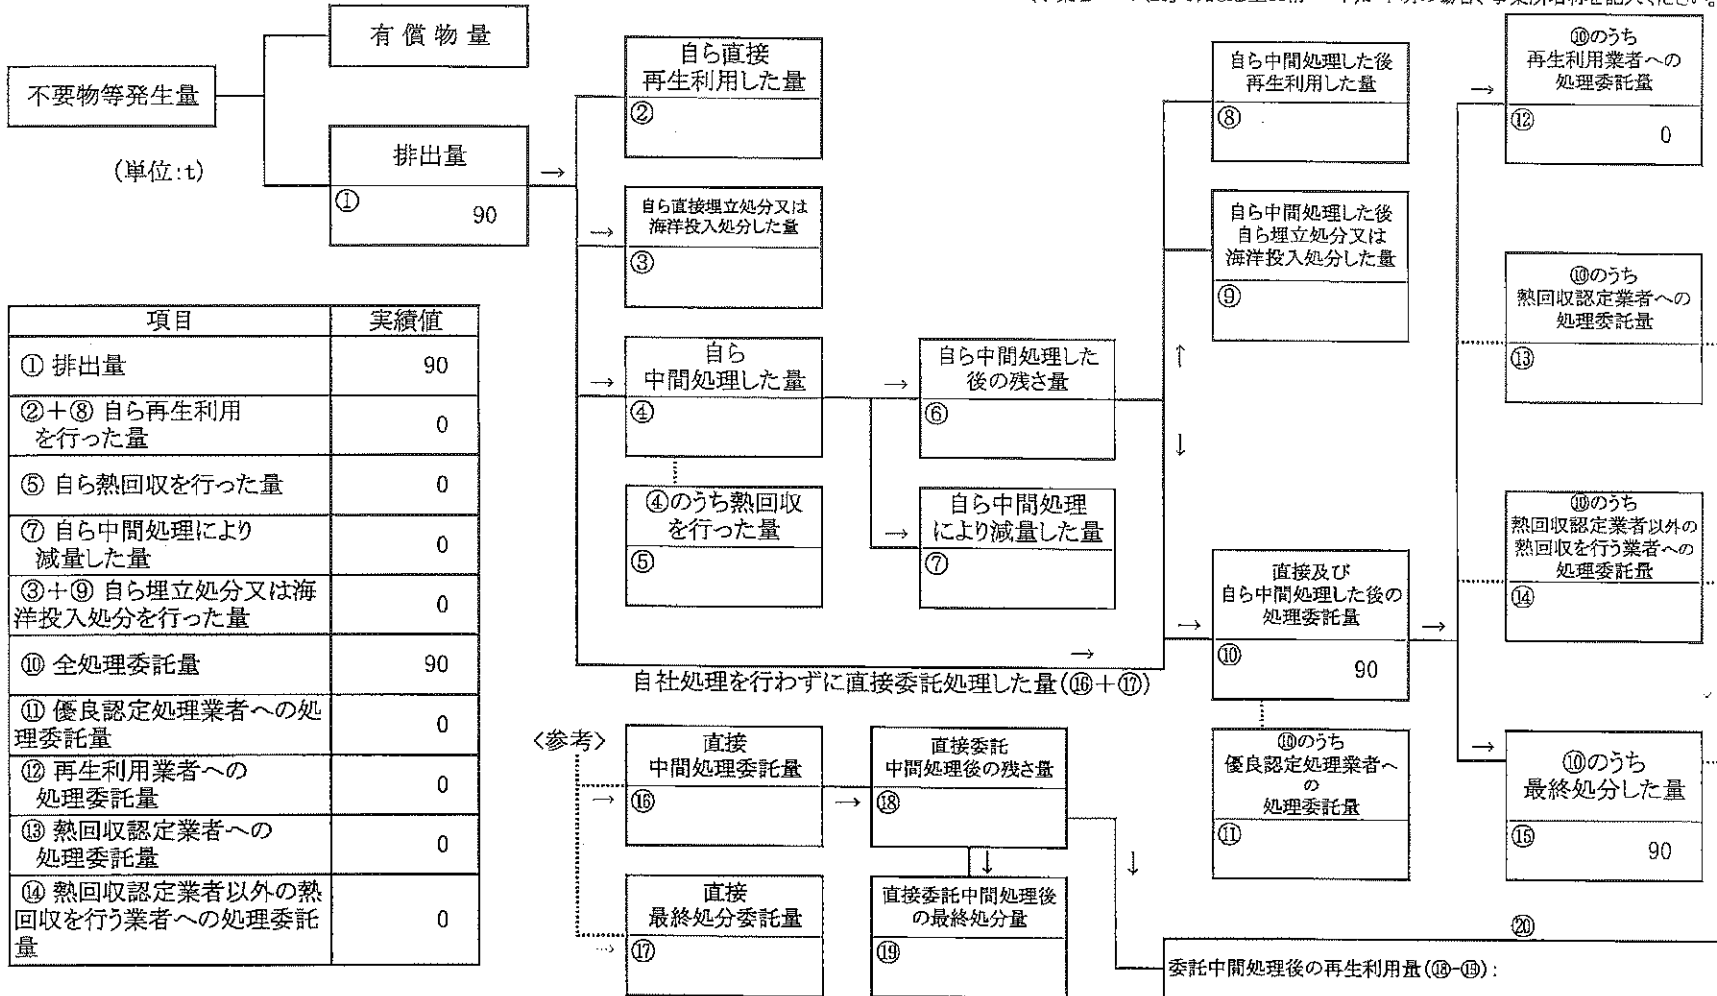 有償物量
不要物等発生量
(単位:t)
排出量
①
90
→
自ら直接
再生利用した量
②
→
自ら直接埋立処分又は
海洋投入処分した量
③
→
自ら
中間処理した量
④
④のうち熱回収
を行った量
⑤
→
自ら中間処理した
後の残さ量
⑥
→
自ら中間処理
により減量した量
⑦
自ら中間処理した後
再生利用した量
⑧
自ら中間処理した後
自ら埋立処分又は
海洋投入処分した量
⑨
↑
↓
→
直接及び
自ら中間処理した後の
処理委託量
⑩
90
→
⑩のうち
優良認定処理業者へ
の
処理委託量
⑪
→
⑩のうち
再生利用業者への
処理委託量
⑫
0
⑩のうち
熱回収認定業者への
処理委託量
⑬
⑩のうち
熱回収認定業者以外の
熱回収を行う業者への
処理委託量
⑭
→
⑩のうち
最終処分した量
⑮
90
→
自社処理を行わずに直接委託処理した量(⑯+⑰)
〈参考〉
→
直接
中間処理委託量
⑯
→
直接委託
中間処理後の残さ量
⑱
↓
↓
→
直接
最終処分委託量
⑰
直接委託中間処理後
の最終処分量
⑲
⑳
委託中間処理後の再生利用量(⑱-⑲):
項目 実績値
① 排出量 90
②+⑧ 自ら再生利用
を行った量 0
⑤ 自ら熱回収を行った量 0
⑦ 自ら中間処理により
減量した量 0
③+⑨ 自ら埋立処分又は海
洋投入処分を行った量 0
⑩ 全処理委託量 90
⑪ 優良認定処理業者への処
理委託量 0
⑫ 再生利用業者への
処理委託量 0
⑬ 熱回収認定業者への
処理委託量 0
⑭ 熱回収認定業者以外の熱
回収を行う業者への処理委託
量 0